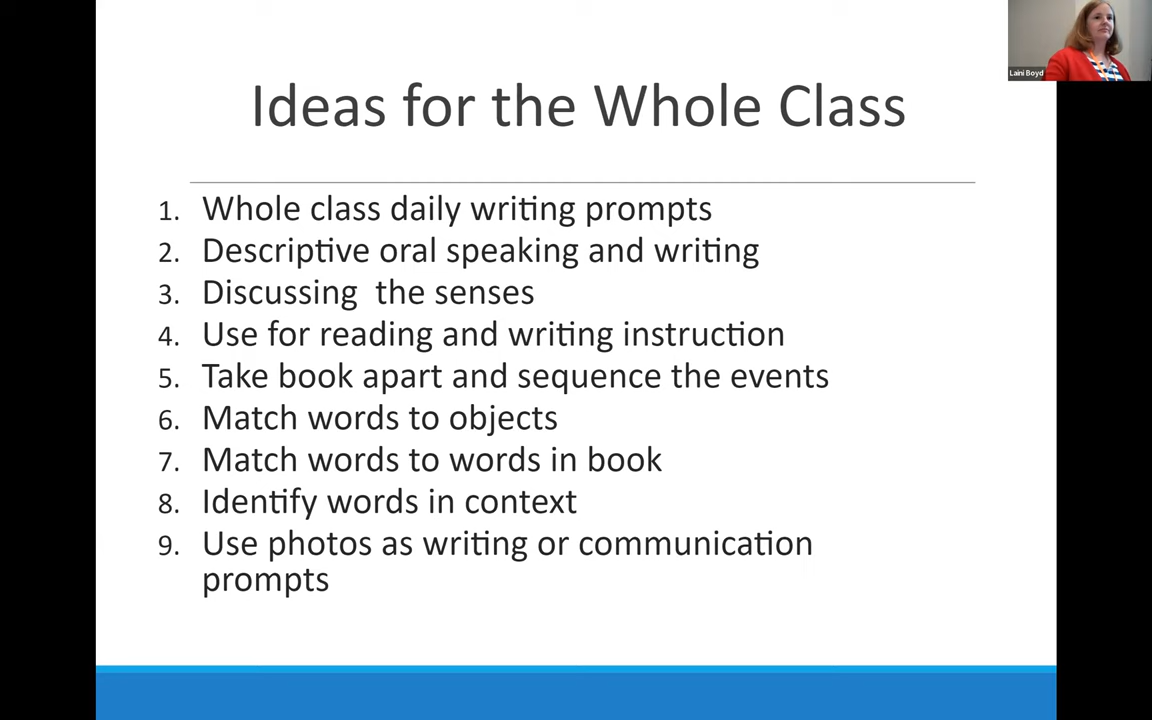 Laini Boyd
Ideas for the Whole Class
1. Whole class daily writing prompts
2. Descriptive oral speaking and writing
3. Discussing  the senses
4. Use for reading and writing instruction
5. Take book apart and sequence the events
6. Match words to objects
7. Match words to words in book
8. Identify words in context
9. Use photos as writing or communication
prompts